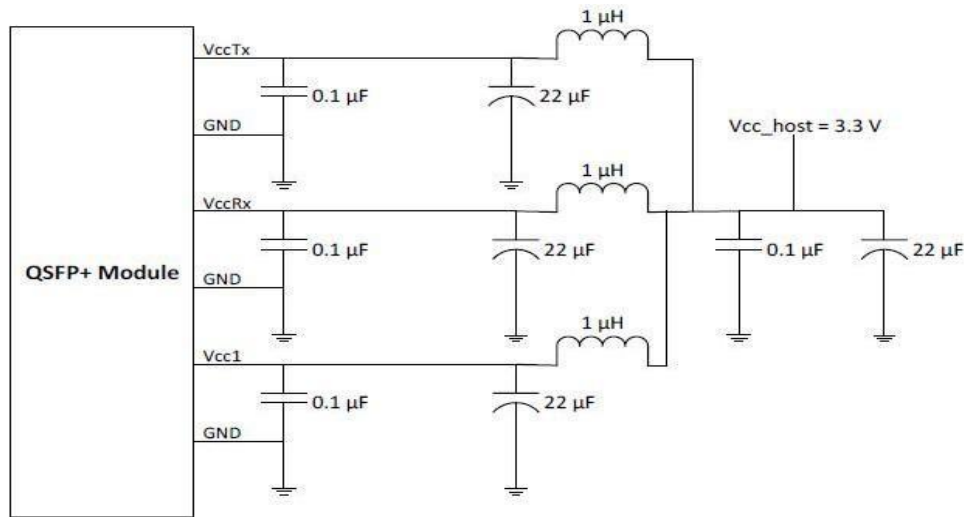 1 µH
VccTx
0.1 µF
22 µF
GND
Vcc_host = 3.3 V
1 µH
VccRx
0.1 µF
22 µF
0.1 µF
22 µF
QSFP+ Module
GND
1 µH
Vcc1
0.1 µF
22 µF
GND